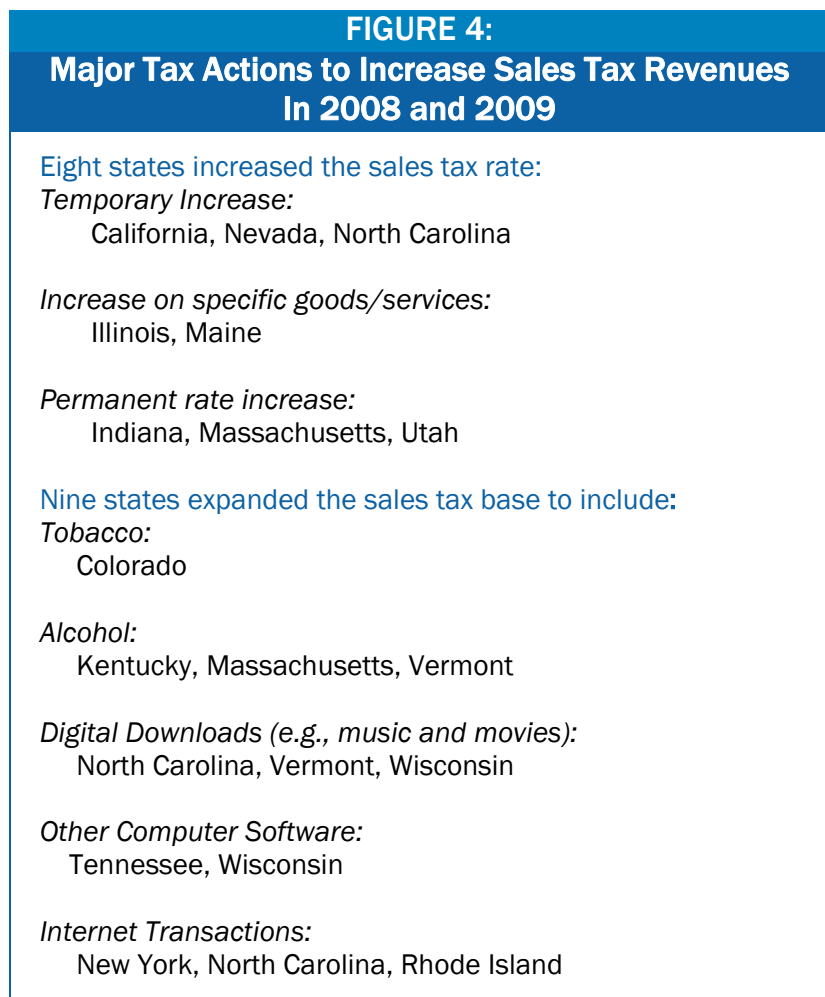 FIGURE 4:
Major Tax Actions to Increase Sales Tax Revenues
In 2008 and 2009
Eight states increased the sales tax rate:
Temporary Increase:
California, Nevada, North Carolina
Increase on specific goods/services:
Illinois, Maine
Permanent rate increase:
Indiana, Massachusetts, Utah
Nine states expanded the sales tax base to include:
Tobacco:
Colorado
Alcohol:
Kentucky, Massachusetts, Vermont
Digital Downloads (e.g., music and movies):
North Carolina, Vermont, Wisconsin
Other Computer Software:
Tennessee, Wisconsin
Internet Transactions:
New York, North Carolina, Rhode Island